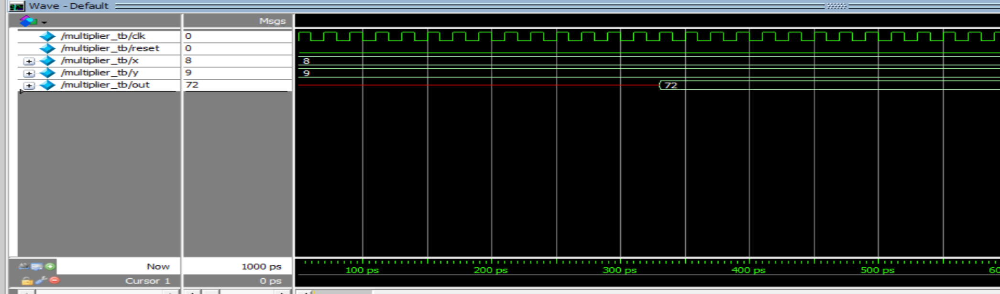 Wave - Default
Msgs
/multiplier_tb/clk 0
/multiplier_tb/reset 0
/multiplier_tb/x 8 8
/multiplier_tb/y 9 9
/multiplier_tb/out 72 72
Now 1000 ps
100 ps 200 ps 300 ps 400 ps 500 ps 60
Cursor 1 0 ps